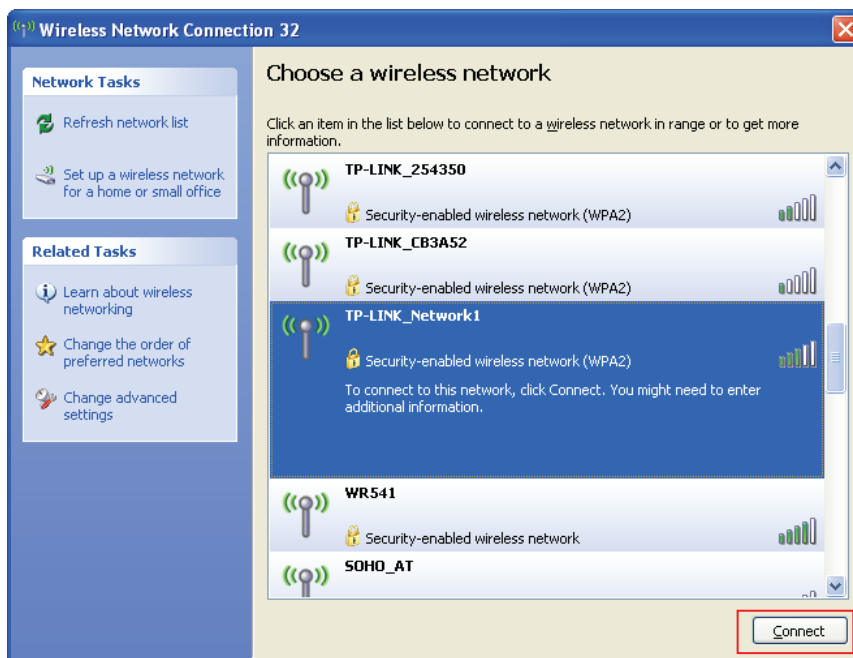 Wireless Network Connection 32
Network Tasks
Refresh network list
Set up a wireless network
for a home or small office
Related Tasks
Learn about wireless
networking
Change the order of
preferred networks
Change advanced
settings
Choose a wireless network
Click an item in the list below to connect to a wireless network in range or to get more
information.
TP-LINK_254350
Security-enabled wireless network (WPA2)
TP-LINK_CB3A52
Security-enabled wireless network (WPA2)
TP-LINK_Network1
Security-enabled wireless network (WPA2)
To connect to this network, click Connect. You might need to enter
additional information.
WR541
Security-enabled wireless network
SOHO_AT
Connect